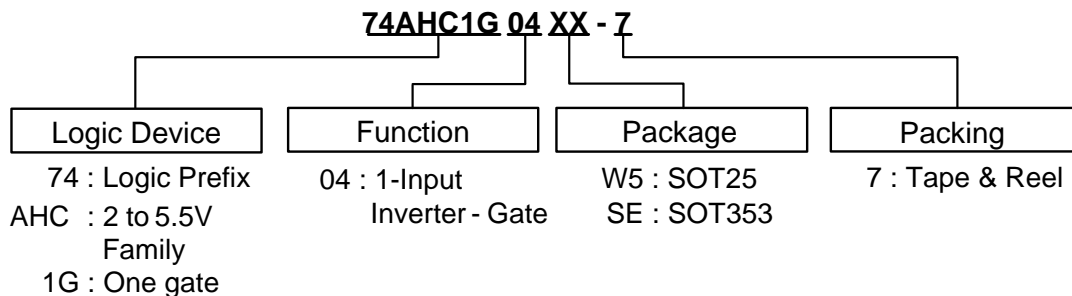 74AHC1G 04 XX - 7
Logic Device
74 : Logic Prefix
AHC : 2 to 5.5V
Family
1G : One gate
Function
04 : 1-Input
Inverter - Gate
Package
W5 : SOT25
SE : SOT353
Packing
7 : Tape & Reel